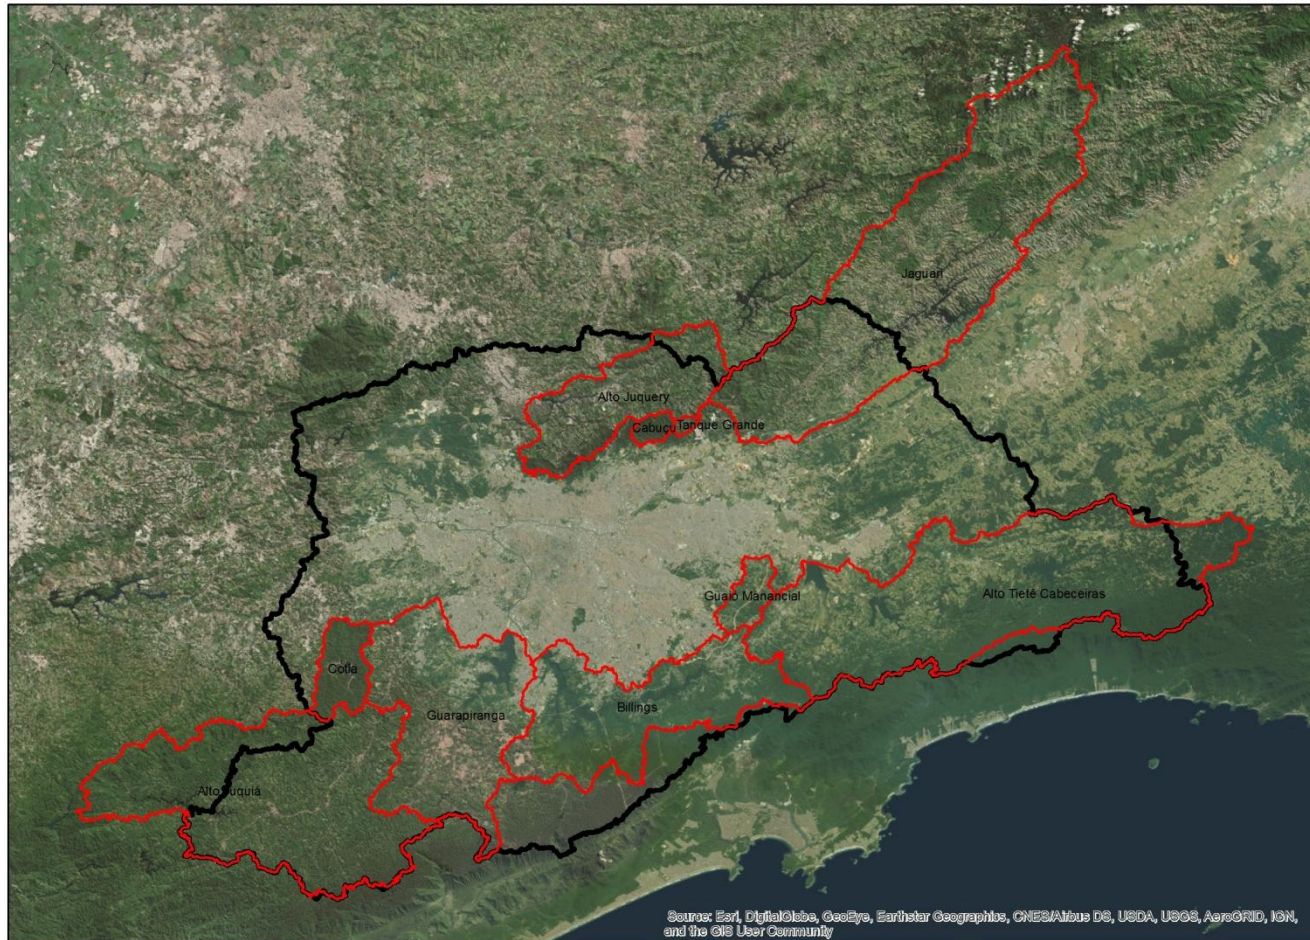 Jaguari
Alto Juquery
Cabuçu
Tanque Grande
Guaió Manancial
Alto Tietê Cabeceiras
Cotia
Guarapiranga
Billings
Alto Juquiá
Source: Esri, DigitalGlobe, GeoEye, Earthstar Geographics, CNES/Airbus DS, USDA, USGS, AeroGRID, IGN,
and the GIS User Community